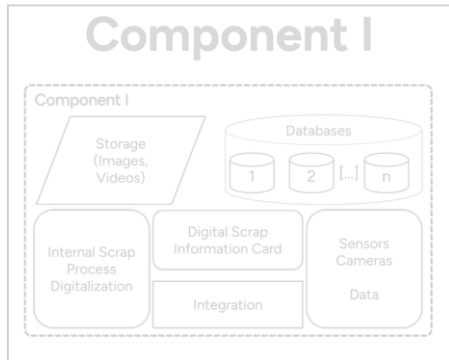 Component I
Component I
Storage
(Images,
Videos)
Databases
1
2
[...]
n
Internal Scrap
Process
Digitalization
Digital Scrap
Information Card
Integration
Sensors
Cameras
Data